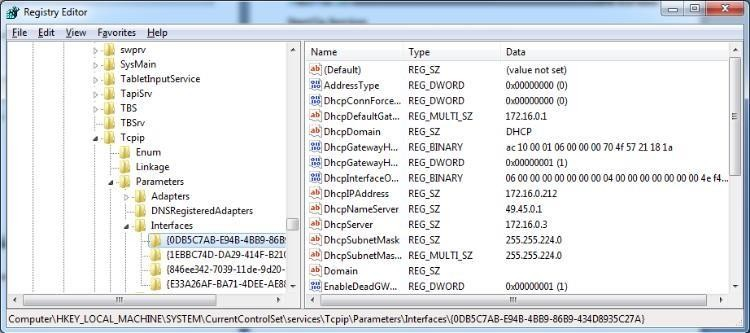 Registry Editor
File Edit View Favorites Help
swprv
SysMain
TabletInputService
TapiSrv
TBS
TBSrv
Tcpip
Enum
Linkage
Parameters
Adapters
DNSRegisteredAdapters
Interfaces
{0DB5C7AB-E94B-4BB9-86B9
{1EBBC74D-DA29-414F-B210
{846ee342-7039-11de-9d20-
{E33A26AF-BA71-4DEE-AE8
Name Type Data
(Default) REG_SZ (value not set)
AddressType REG_DWORD 0x00000000 (0)
DhcpConnForce... REG_DWORD 0x00000000 (0)
DhcpDefaultGat... REG_MULTI_SZ 172.16.0.1
DhcpDomain REG_SZ DHCP
DhcpGatewayH... REG_BINARY ac 10 00 01 06 00 00 00 70 4f 57 21 18 1a
DhcpGatewayH... REG_DWORD 0x00000001 (1)
DhcpInterfaceO... REG_BINARY 06 00 00 00 00 00 00 00 04 00 00 00 00 00 00 00 4e f4...
DhcpIPAddress REG_SZ 172.16.0.212
DhcpNameServer REG_SZ 49.45.0.1
DhcpServer REG_SZ 172.16.0.3
DhcpSubnetMask REG_SZ 255.255.224.0
DhcpSubnetMas... REG_MULTI_SZ 255.255.224.0
Domain REG_SZ
EnableDeadGW... REG_DWORD 0x00000001 (1)
Computer\HKEY_LOCAL_MACHINE\SYSTEM\CurrentControlSet\services\Tcpip\Parameters\Interfaces\{0DB5C7AB-E94B-4BB9-86B9-434D8935C27A}